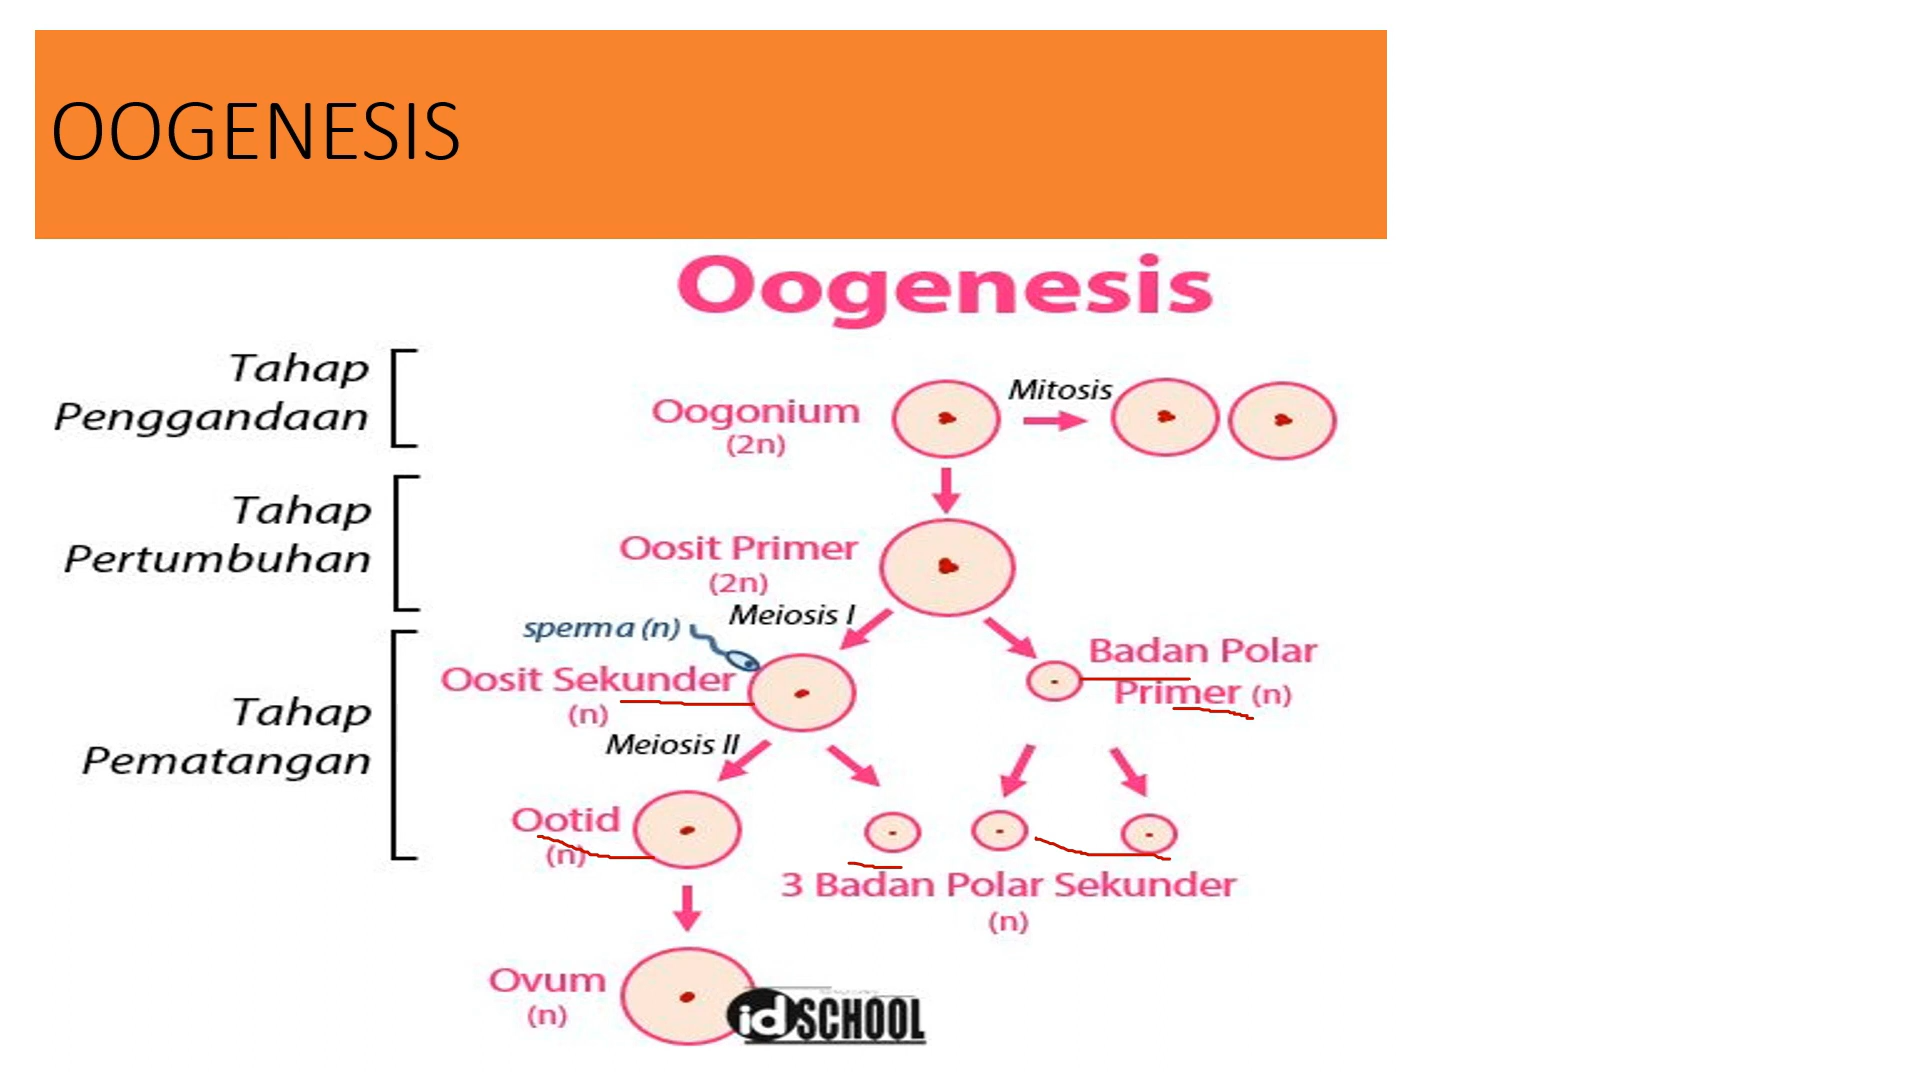 OOGENESIS
Oogenesis
Tahap
Penggandaan
Oogonium
(2n)
Mitosis
Tahap
Pertumbuhan
Oosit Primer
(2n)
Meiosis I
sperma (n)
Oosit Sekunder
(n)
Badan Polar
Primer (n)
Tahap
Pematangan
Meiosis II
Ootid
(n)
3 Badan Polar Sekunder
(n)
Ovum
(n)
idSCHOOL